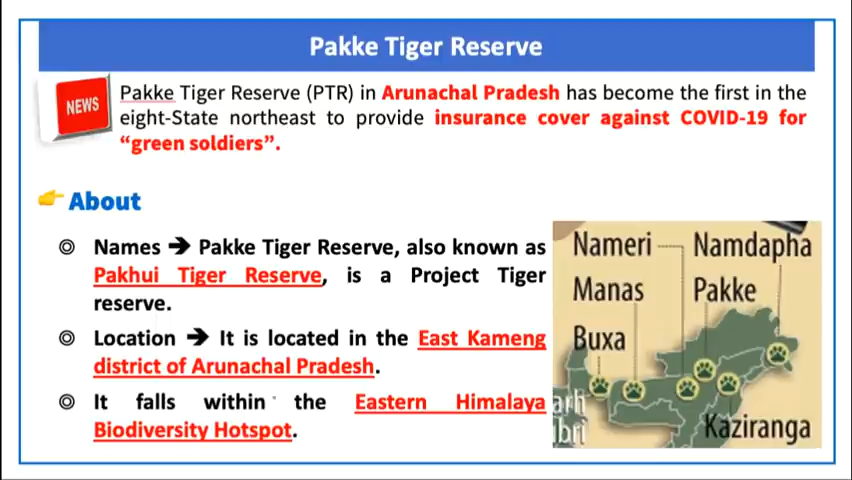 Pakke Tiger Reserve
NEWS
Pakke Tiger Reserve (PTR) in Arunachal Pradesh has become the first in the
eight-State northeast to provide insurance cover against COVID-19 for
“green soldiers”.
👉 About
◎ Names ➔ Pakke Tiger Reserve, also known as
Pakhui Tiger Reserve, is a Project Tiger
reserve.
◎ Location ➔ It is located in the East Kameng
district of Arunachal Pradesh.
◎ It falls within the Eastern Himalaya
Biodiversity Hotspot.
Nameri Namdapha
Manas Pakke
Buxa
arh
ibri
Kaziranga